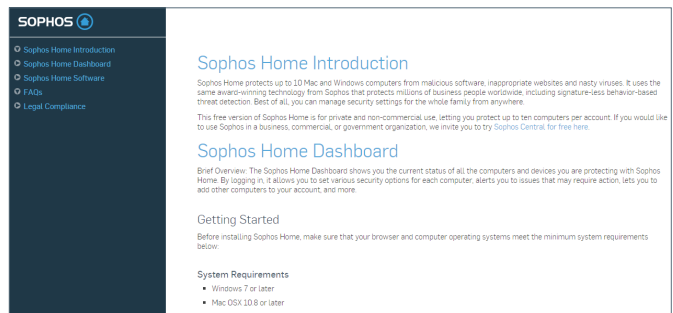 SOPHOS
Sophos Home Introduction
Sophos Home Dashboard
Sophos Home Software
FAQs
Legal Compliance
Sophos Home Introduction
Sophos Home protects up to 10 Mac and Windows computers from malicious software, inappropriate websites and nasty viruses. It uses the
same award-winning technology from Sophos that protects millions of business people worldwide, including signature-less behavior-based
threat detection. Best of all, you can manage security settings for the whole family from anywhere.
This free version of Sophos Home is for private and non-commercial use, letting you protect up to ten computers per account. If you would like
to use Sophos in a business, commercial, or government organization, we invite you to try Sophos Central for free here.
Sophos Home Dashboard
Brief Overview: The Sophos Home Dashboard shows you the current status of all the computers and devices you are protecting with Sophos
Home. By logging in, it allows you to set various security options for each computer, alerts you to issues that may require action, lets you to
add other computers to your account, and more.
Getting Started
Before installing Sophos Home, make sure that your browser and computer operating systems meet the minimum system requirements
below:
System Requirements
▪ Windows 7 or later
▪ Mac OSX 10.8 or later